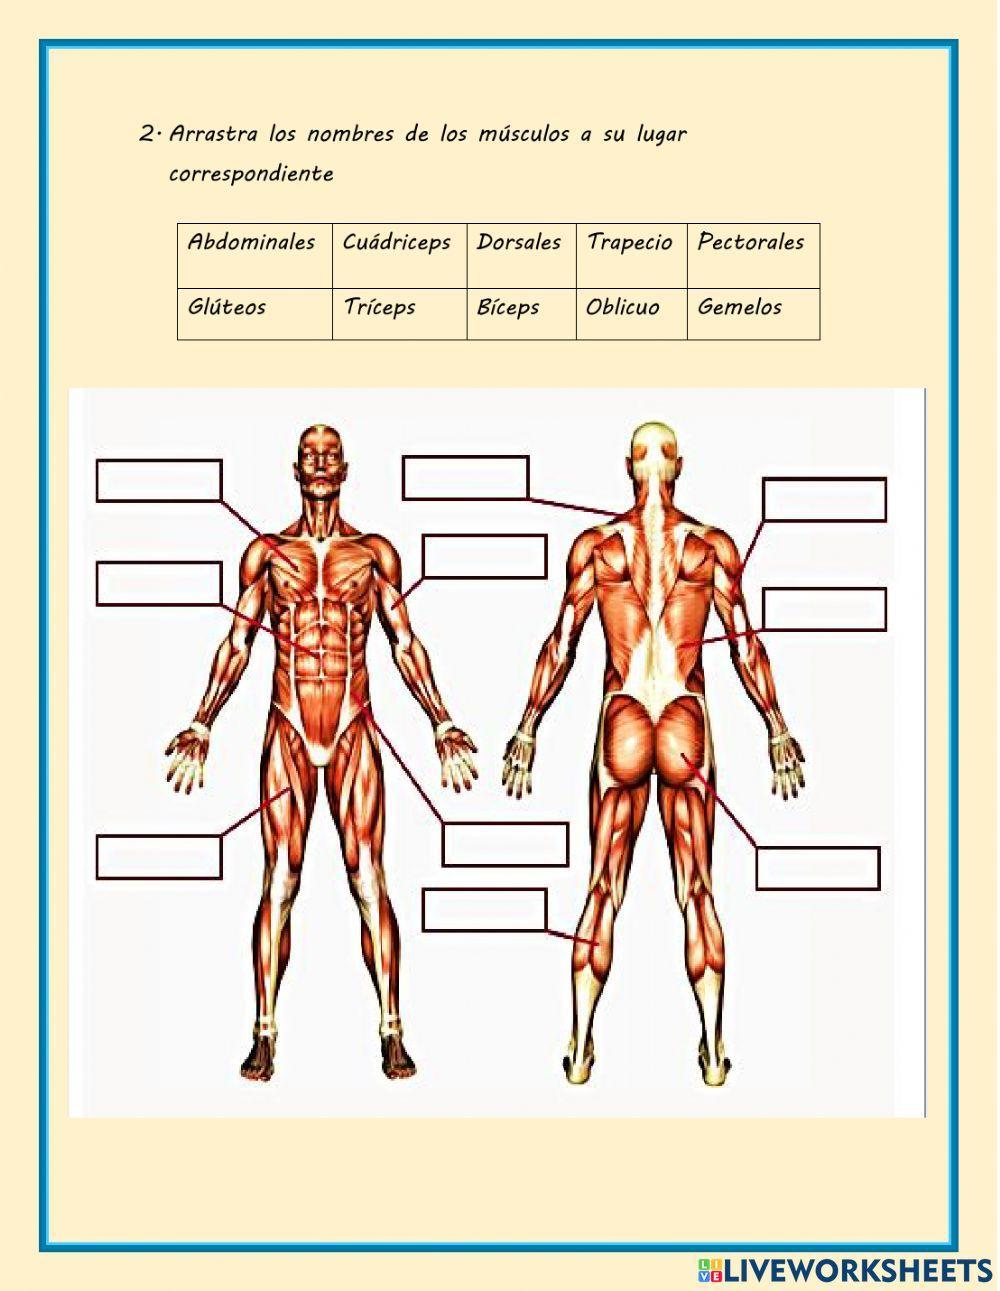 2. Arrastra los nombres de los músculos a su lugar
correspondiente
Abdominales Cuádriceps Dorsales Trapecio Pectorales
Glúteos Tríceps Bíceps Oblicuo Gemelos
LIVEWORKSHEETS